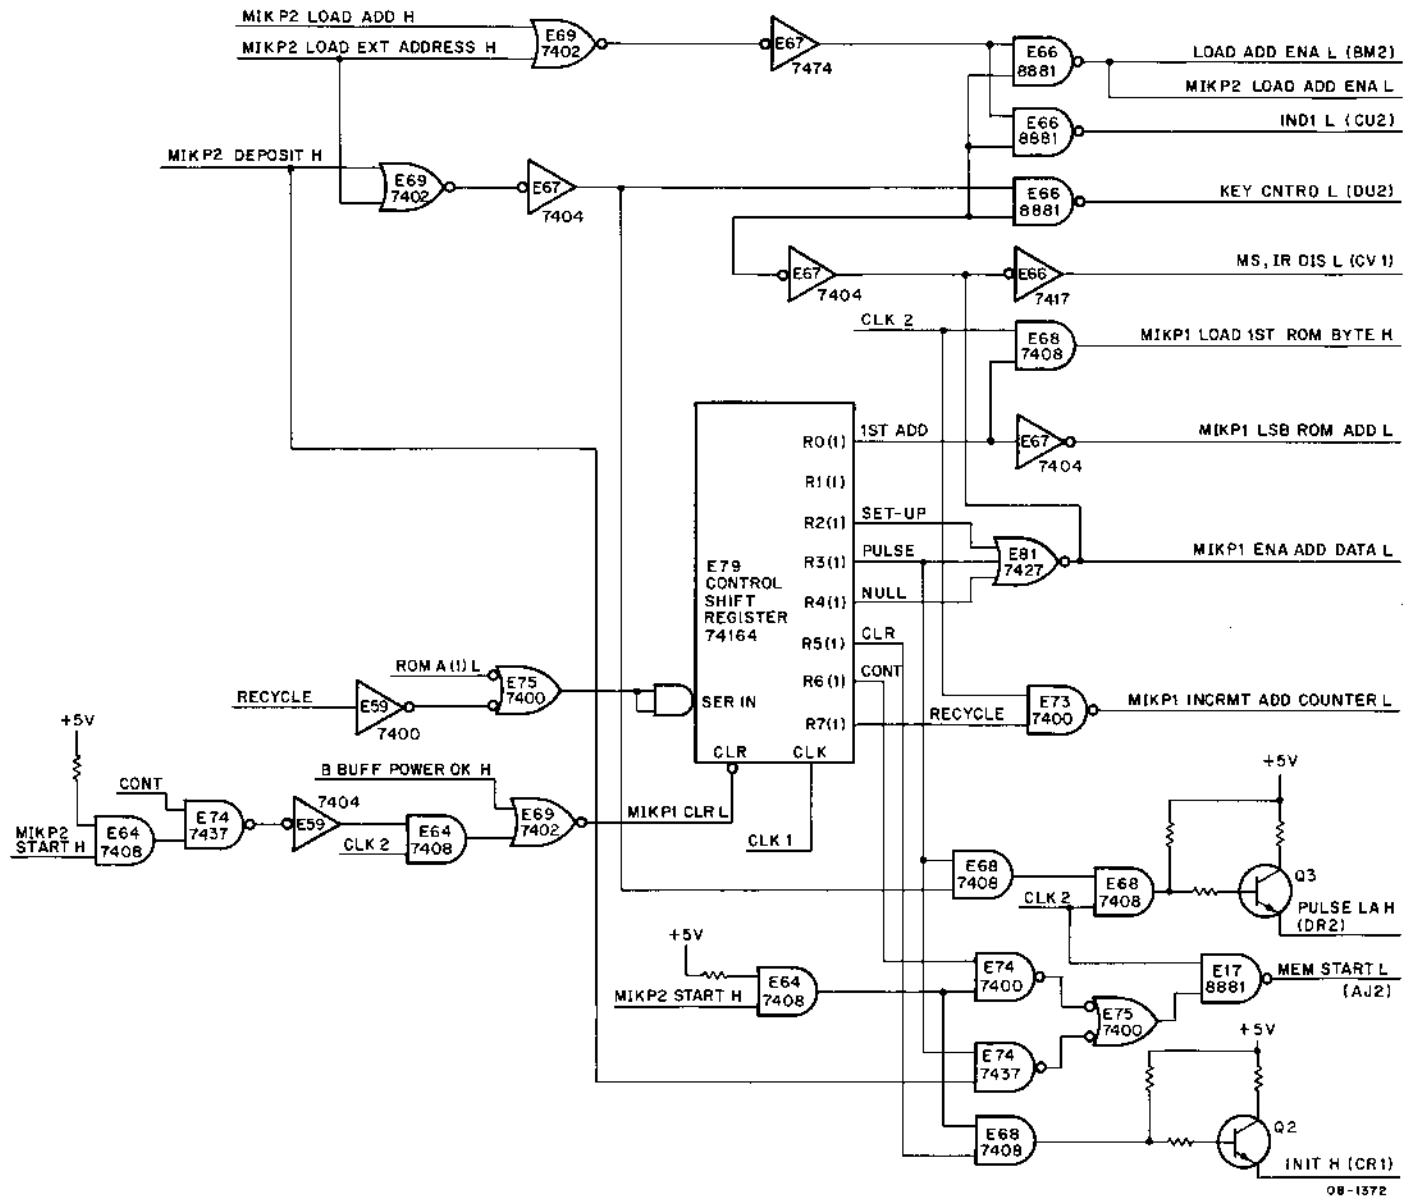 MIKP2 LOAD ADD H
MIKP2 LOAD EXT ADDRESS H
E69
7402
E67
7474
E66
8881
LOAD ADD ENA L (BM2)
MIKP2 LOAD ADD ENA L
E66
8881
IND1 L (CU2)
MIKP2 DEPOSIT H
E69
7402
E67
7404
E66
8881
KEY CNTRO L (DU2)
E67
7404
E66
7417
MS, IR DIS L (CV1)
CLK 2
E68
7408
MIKP1 LOAD 1ST ROM BYTE H
R0(1)
1ST ADD
E67
7404
MIKP1 LSB ROM ADD L
R1(1)
R2(1)
SET-UP
R3(1)
PULSE
E81
7427
MIKP1 ENA ADD DATA L
E79
CONTROL
SHIFT
REGISTER
74164
R4(1)
NULL
R5(1)
CLR
R6(1)
CONT
ROM A(1) L
E75
7400
RECYCLE
E59
7400
SER IN
R7(1)
RECYCLE
E73
7400
MIKP1 INCRMT ADD COUNTER L
CLR
CLK
+5V
CONT
B BUFF POWER OK H
7404
E59
E74
7437
E69
7402
MIKP1 CLR L
MIKP2
START H
E64
7408
CLK 2
E64
7408
CLK 1
+5V
E68
7408
E68
7408
CLK 2
Q3
PULSE LA H
(DR2)
+5V
MIKP2 START H
E64
7408
E74
7400
E75
7400
E17
8881
MEM START L
(AJ2)
E74
7437
+5V
E68
7408
Q2
INIT H (CR1)
08-1372